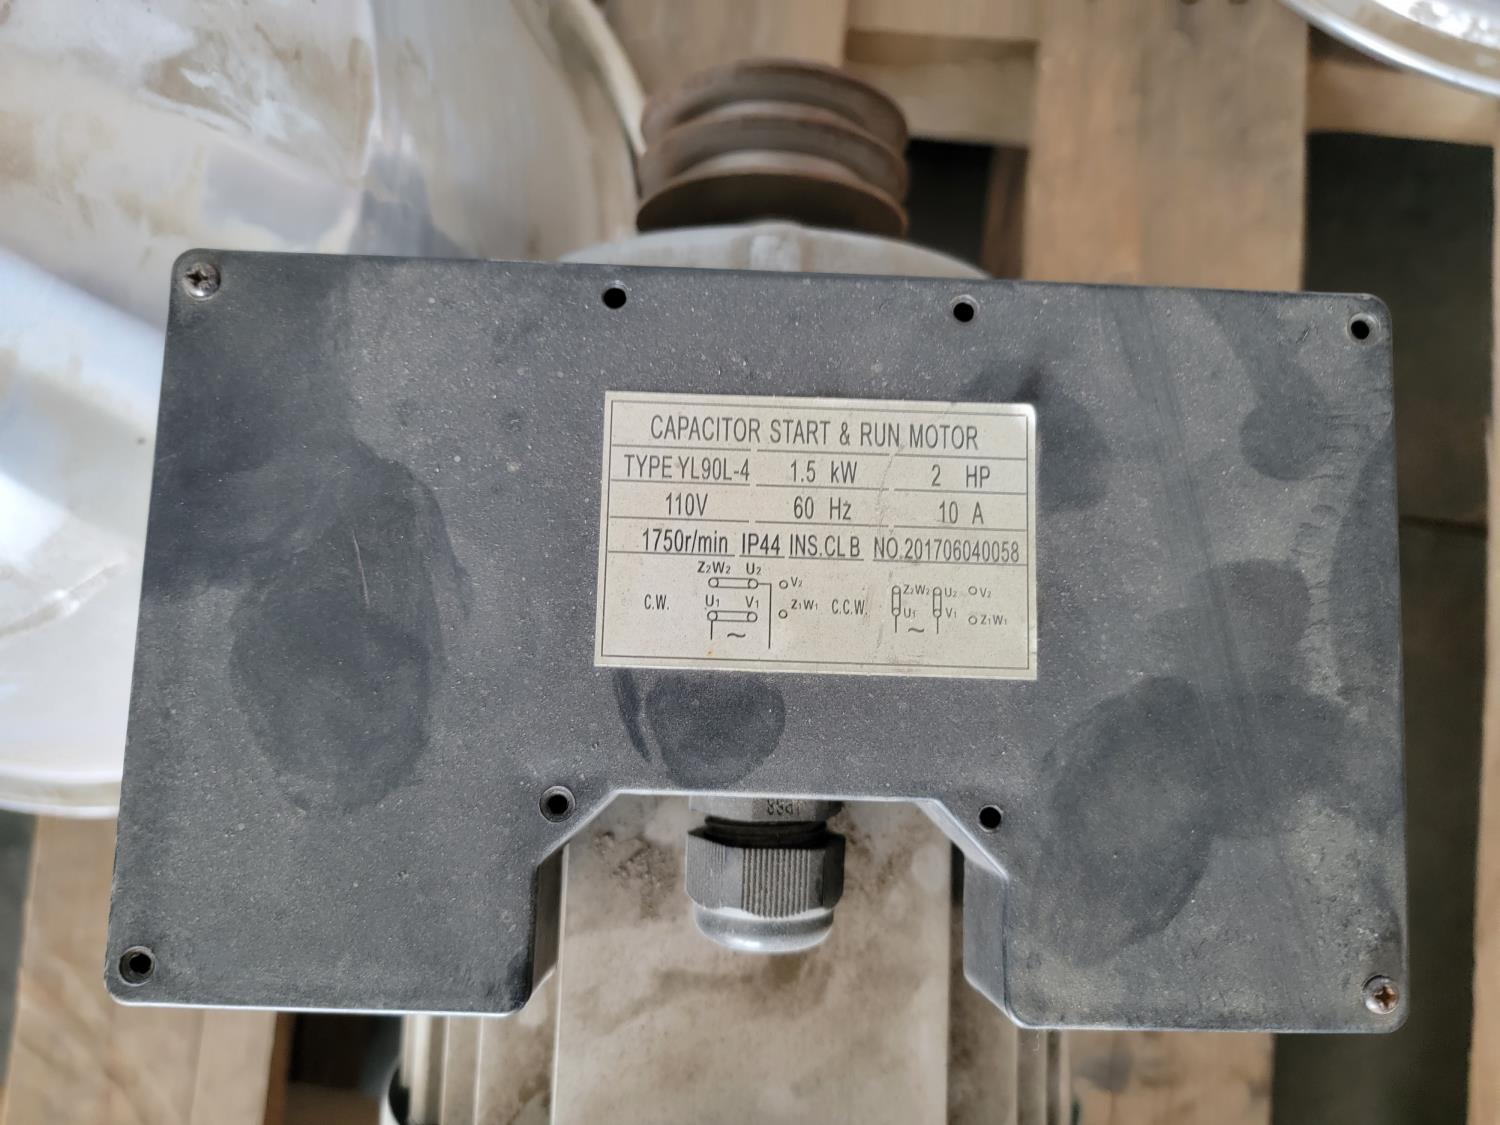 CAPACITOR START & RUN MOTOR
TYPE YL90L-4 1.5 kW 2 HP
110V 60 Hz 10 A
1750r/min IP44 INS.CL B NO.201706040058
Z₂W₂ U₂ V₂ Z₂W₂ U₂ V₂
C.W. U₁ V₁ Z₁W₁ C.C.W. U₁ V₁ Z₁W₁
~ ~